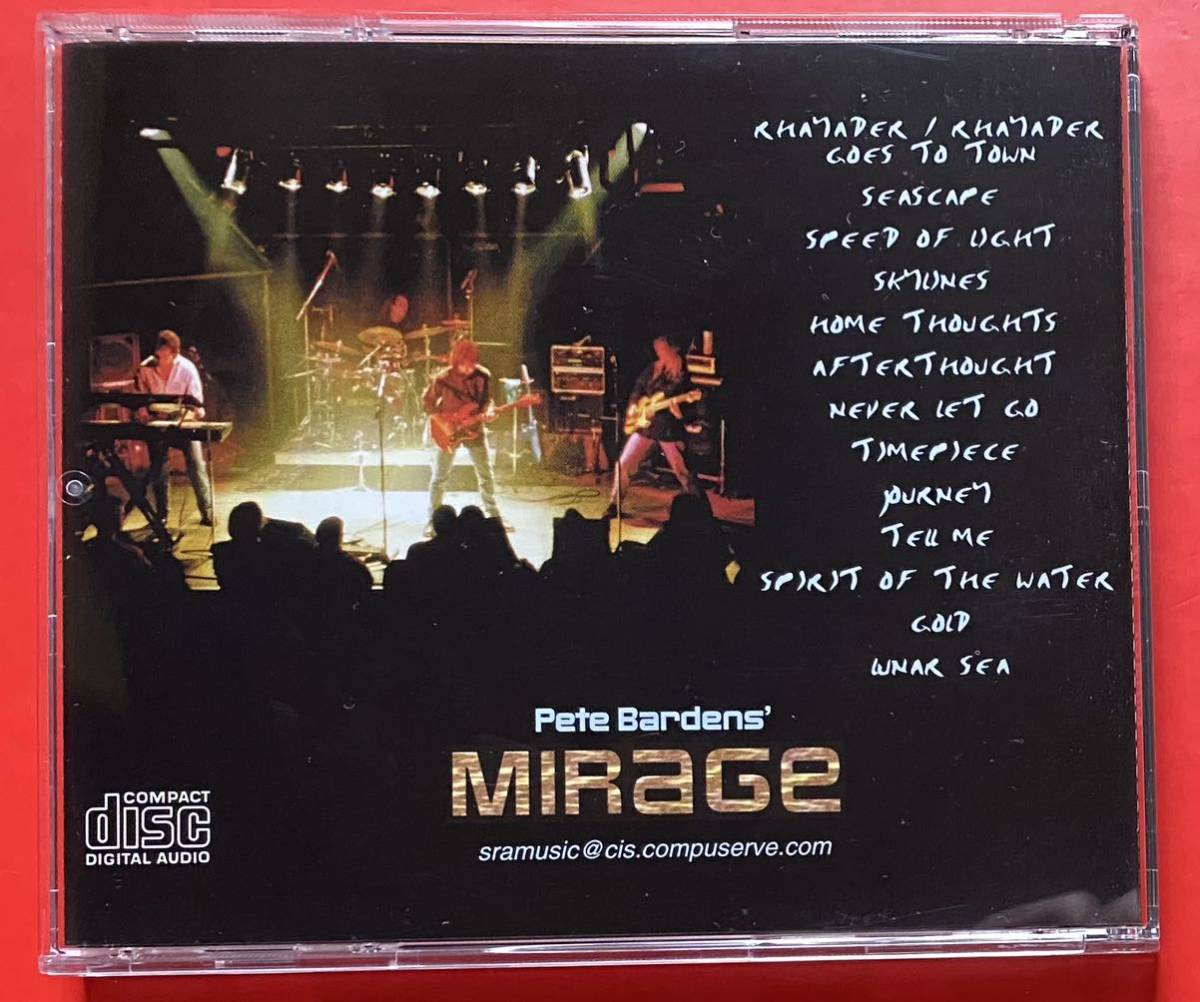 RHAYADER / RHAYADER
GOES TO TOWN
SEASCAPE
SPEED OF LIGHT
SKYLINES
HOME THOUGHTS
AFTERTHOUGHT
NEVER LET GO
TIMEPIECE
JOURNEY
TELL ME
SPIRIT OF THE WATER
GOLD
LUNAR SEA
Pete Bardens'
MIRaGe
sramusic@cis.compuserve.com
COMPACT
disc
DIGITAL AUDIO